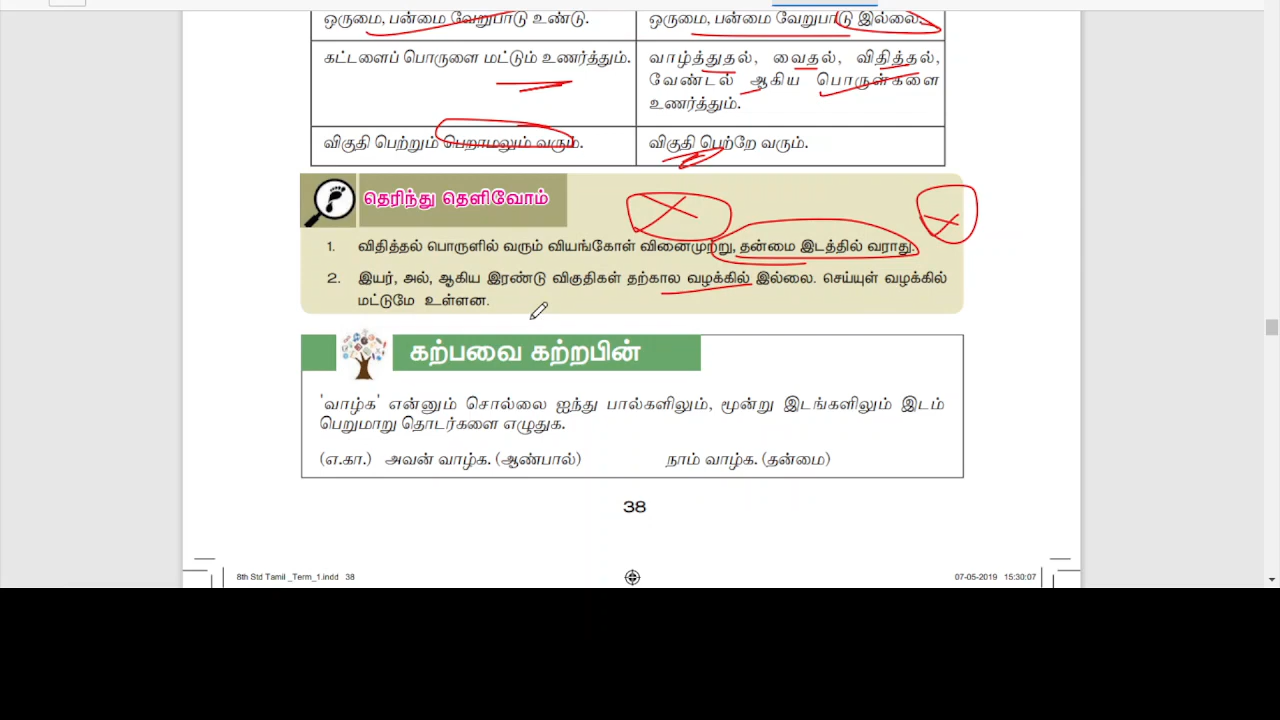 ஒருமை, பன்மை வேறுபாடு உண்டு.
ஒருமை, பன்மை வேறுபாடு இல்லை.
கட்டளைப் பொருளை மட்டும் உணர்த்தும்.
வாழ்த்துதல், வைதல், விதித்தல்,
வேண்டல் ஆகிய பொருள்களை
உணர்த்தும்.
விகுதி பெற்றும் பெறாமலும் வரும்.
விகுதி பெற்றே வரும்.
தெரிந்து தெளிவோம்
1. விதித்தல் பொருளில் வரும் வியங்கோள் வினைமுற்று, தன்மை இடத்தில் வராது.
2. இயர், அல், ஆகிய இரண்டு விகுதிகள் தற்கால வழக்கில் இல்லை. செய்யுள் வழக்கில்
மட்டுமே உள்ளன.
கற்பவை கற்றபின்
'வாழ்க' என்னும் சொல்லை ஐந்து பால்களிலும், மூன்று இடங்களிலும் இடம்
பெறுமாறு தொடர்களை எழுதுக.
(எ.கா.) அவன் வாழ்க. (ஆண்பால்) நாம் வாழ்க. (தன்மை)
38
8th Std Tamil _Term_1.indd 38
07-05-2019 15:30:07